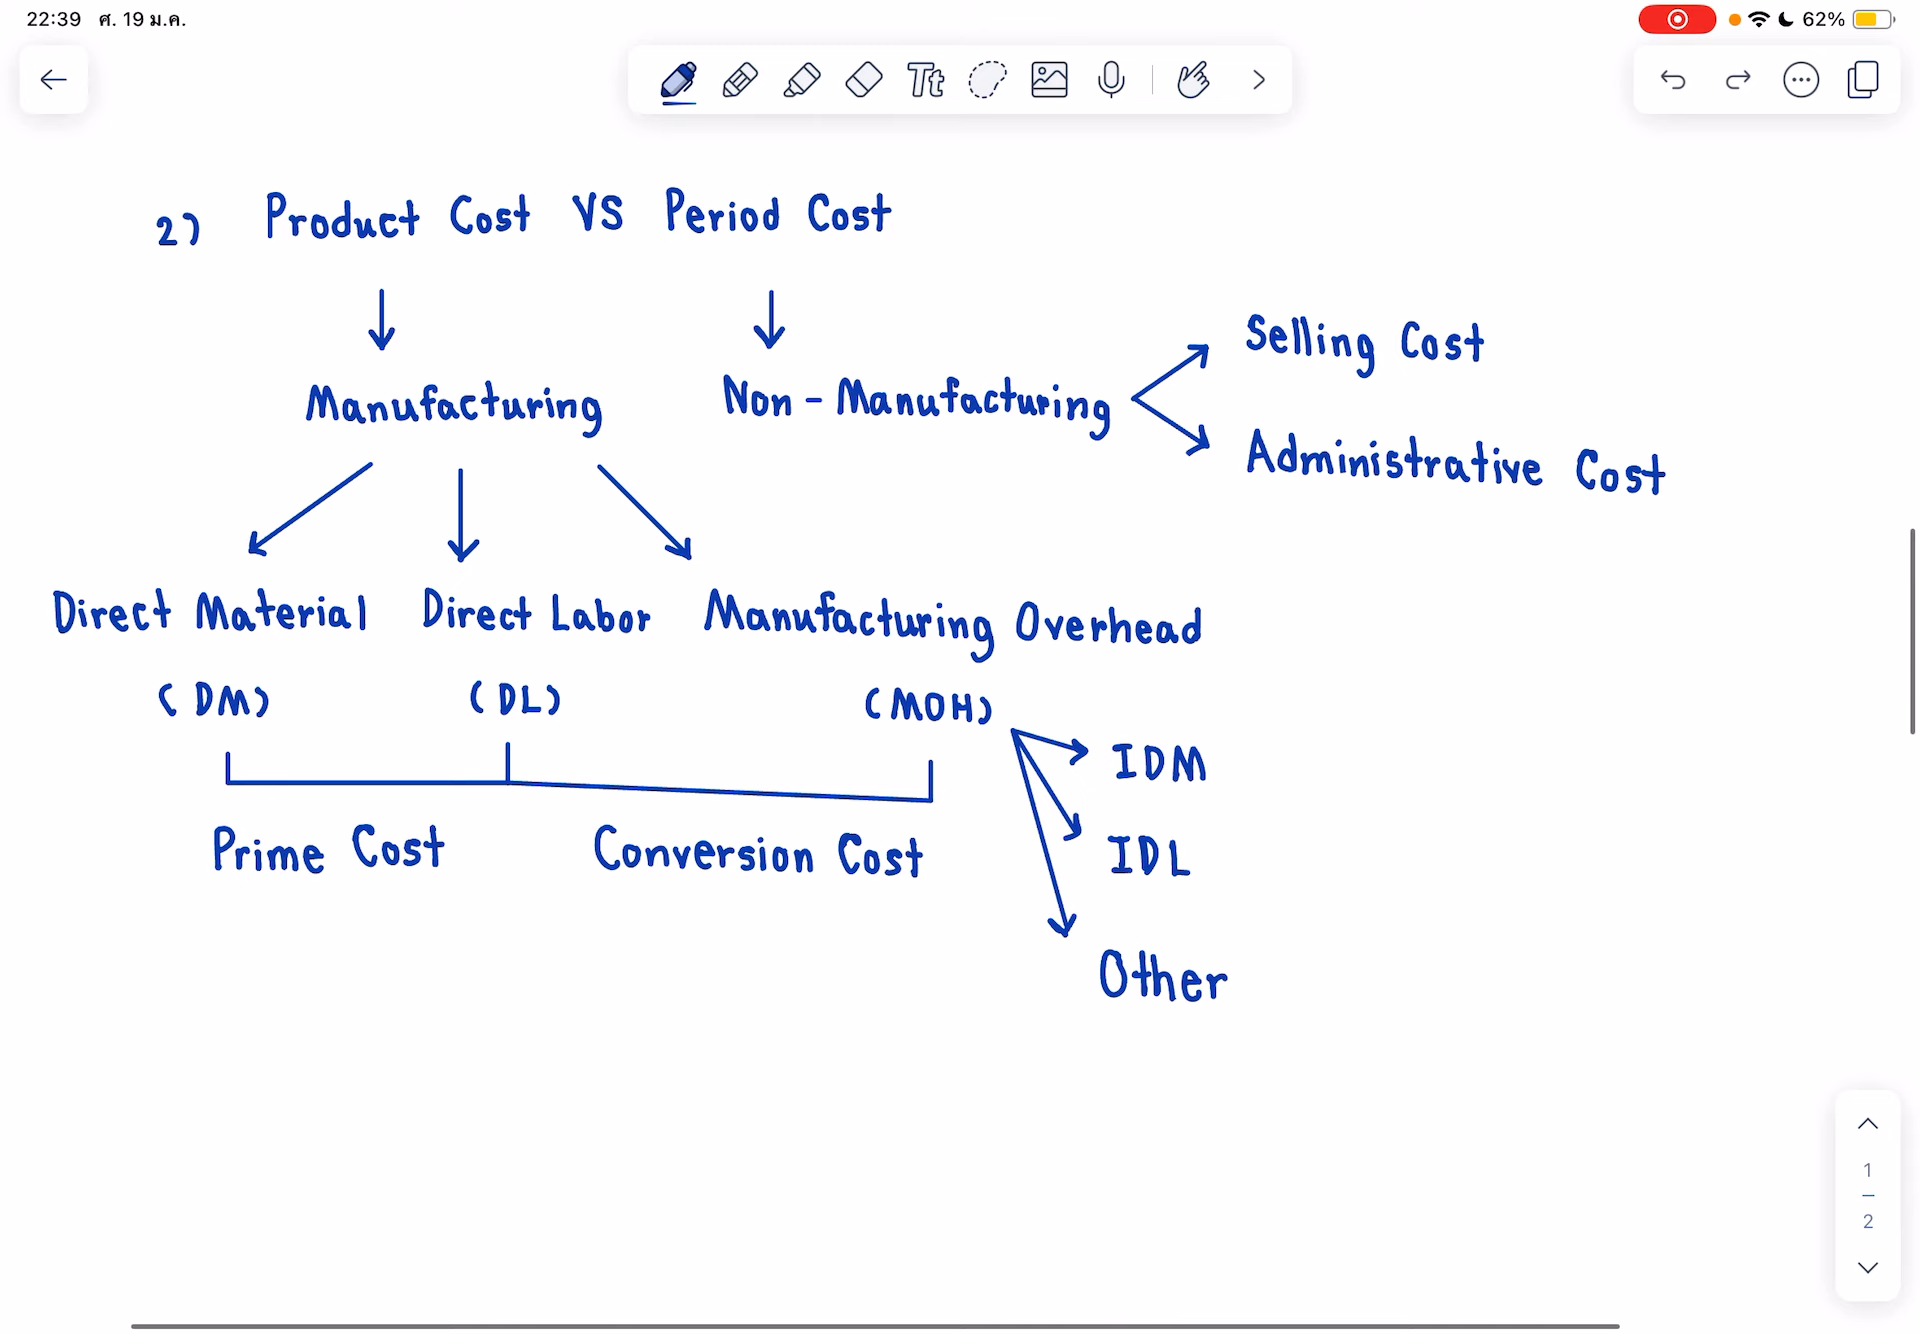 22:39 ศ. 19 ม.ค.
62%
Tt
2) Product Cost VS Period Cost
Selling Cost
Manufacturing
Non - Manufacturing
Administrative Cost
Direct Material
Direct Labor
Manufacturing Overhead
(DM)
(DL)
(MOH)
IDM
Prime Cost
Conversion Cost
IDL
Other
1
2